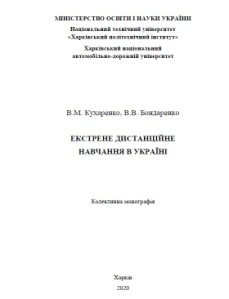 МІНІСТЕРСТВО ОСВІТИ І НАУКИ УКРАЇНИ
Національний технічний університет
«Харківський політехнічний інститут»
Харківський національний
автомобільно-дорожній університет
В.М. Кухаренко, В.В. Бондаренко
ЕКСТРЕНЕ ДИСТАНЦІЙНЕ
НАВЧАННЯ В УКРАЇНІ
Колективна монографія
Харків
2020